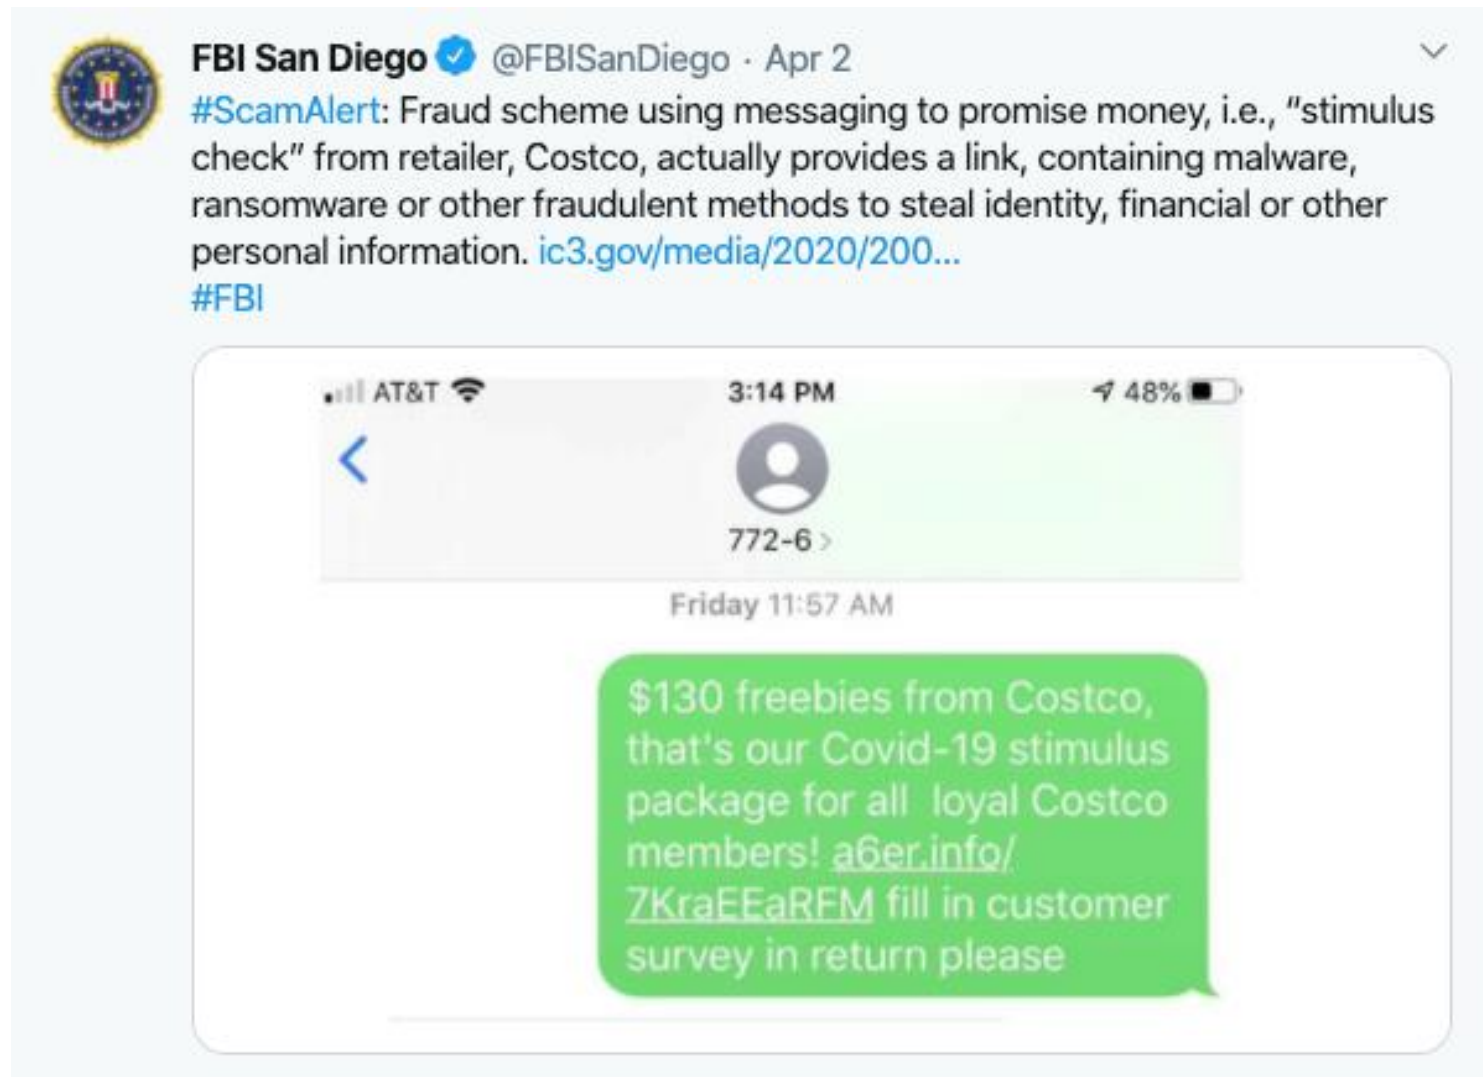 FBI San Diego @FBISanDiego · Apr 2
#ScamAlert: Fraud scheme using messaging to promise money, i.e., “stimulus
check” from retailer, Costco, actually provides a link, containing malware,
ransomware or other fraudulent methods to steal identity, financial or other
personal information. ic3.gov/media/2020/200...
#FBI
AT&T 3:14 PM 48%
772-6 >
Friday 11:57 AM
$130 freebies from Costco,
that's our Covid-19 stimulus
package for all  loyal Costco
members! a6er.info/
7KraEEaRFM fill in customer
survey in return please